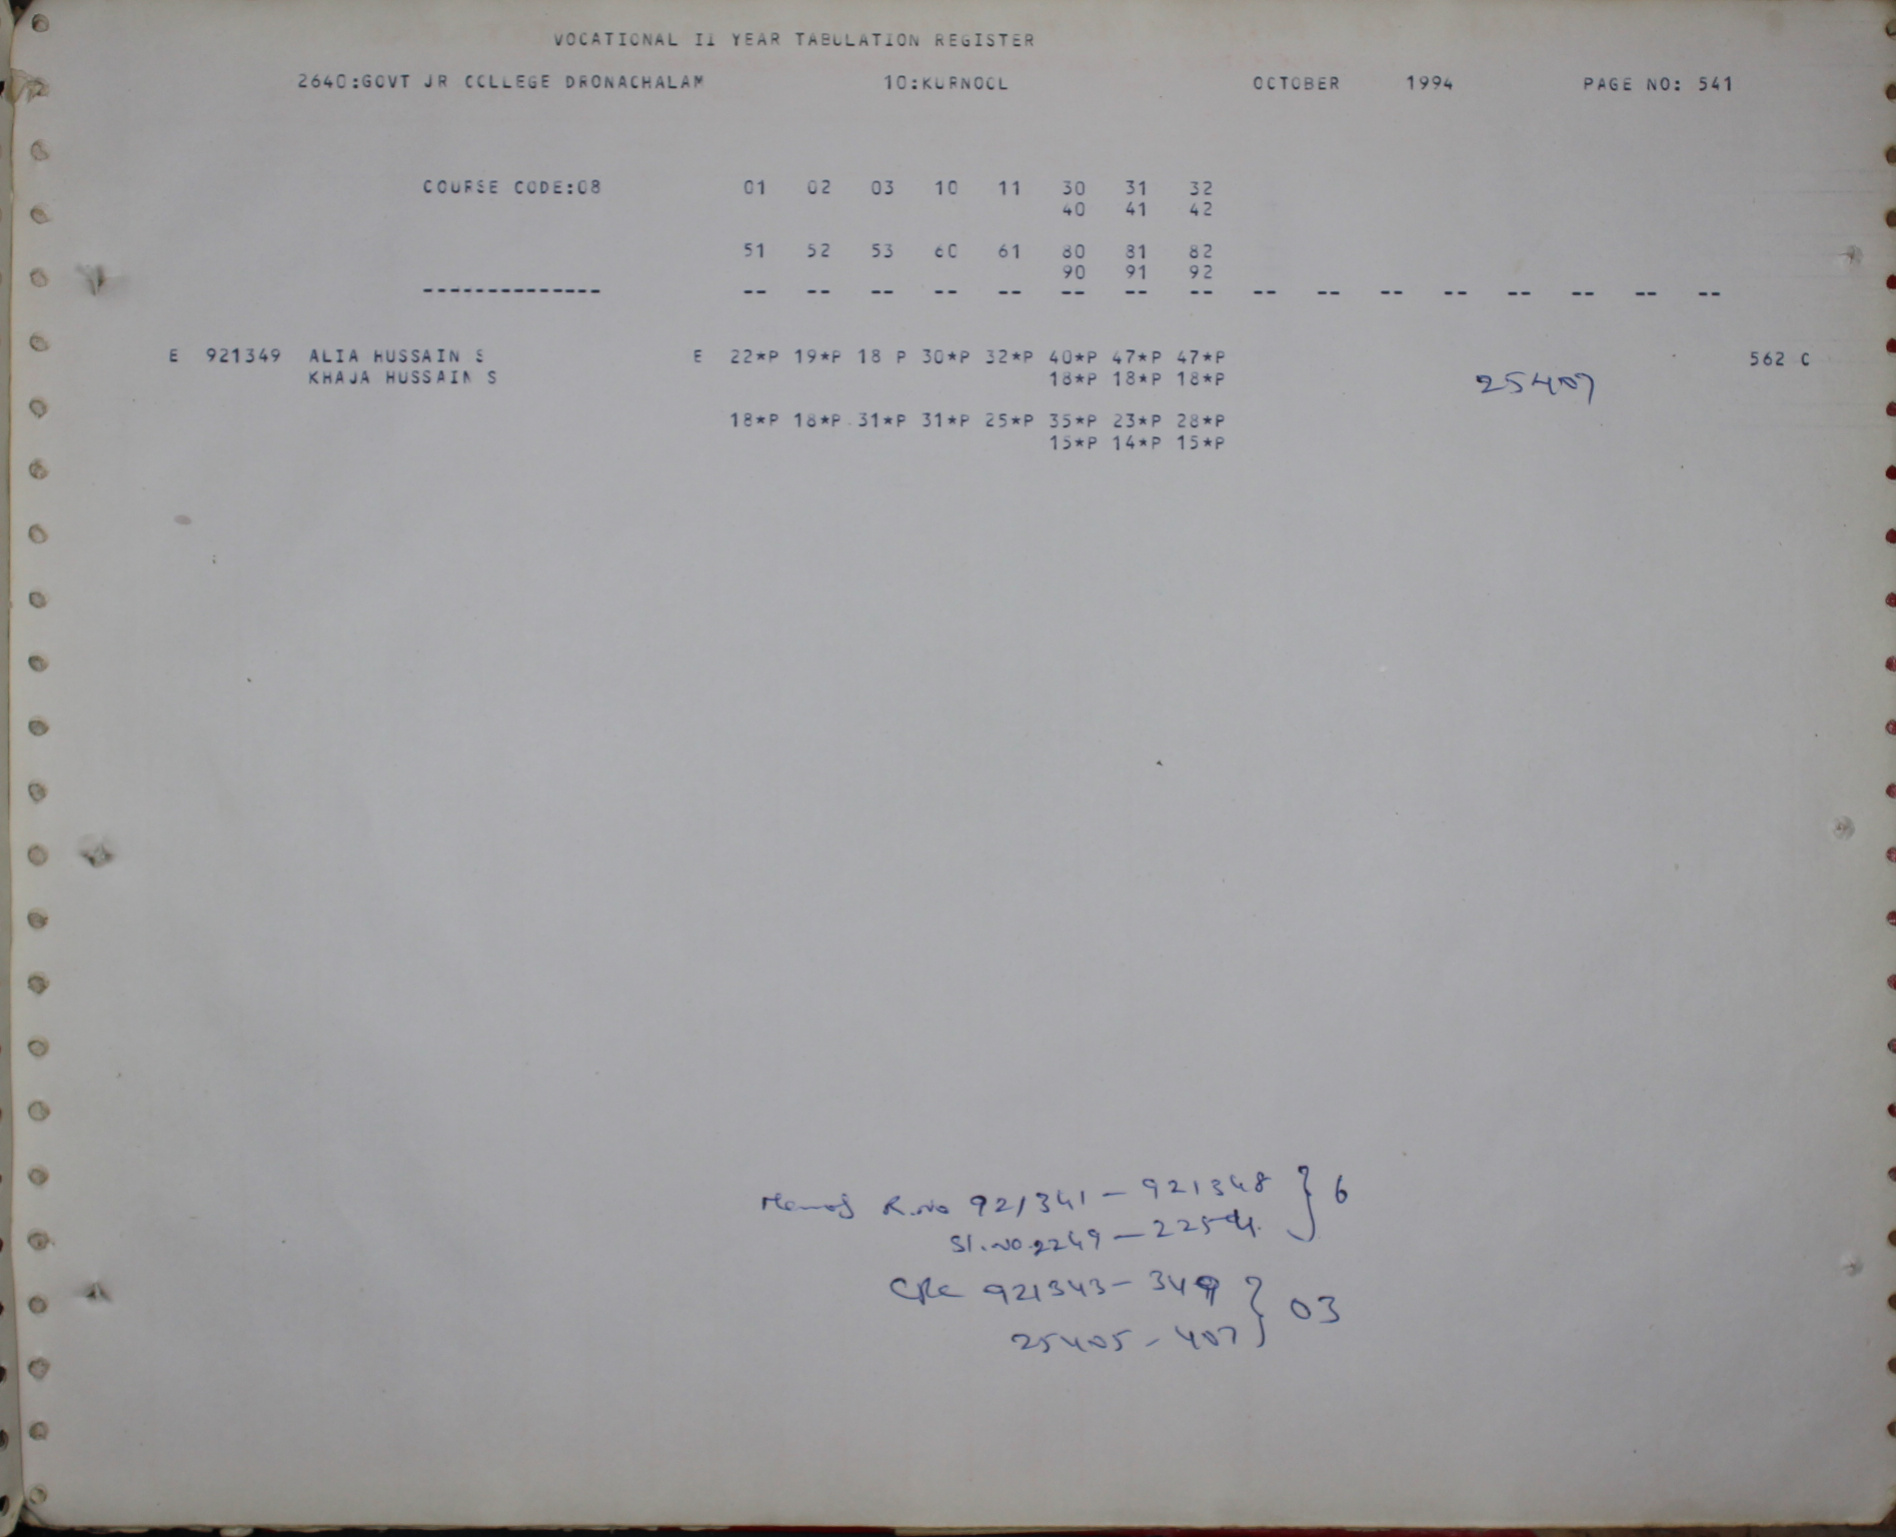 VOCATIONAL II YEAR TABULATION REGISTER
2640:GOVT JR COLLEGE DRONACHALAM 10:KURNOOL OCTOBER 1994 PAGE NO: 541
COURSE CODE:08 01 02 03 10 11 30 31 32
40 41 42
51 52 53 60 61 80 81 82
90 91 92
-------------- -- -- -- -- -- -- -- -- -- -- -- -- -- -- -- --
E 921349 ALIA HUSSAIN S E 22*P 19*P 18 P 30*P 32*P 40*P 47*P 47*P 562 C
KHAJA HUSSAIN S 18*P 18*P 18*P 25407
18*P 18*P 31*P 31*P 25*P 35*P 23*P 28*P
15*P 14*P 15*P
R.No 921341 - 921348 } 6
Sl.No 2249 - 2254
CRC 921343 - 349 } 03
25405 - 407